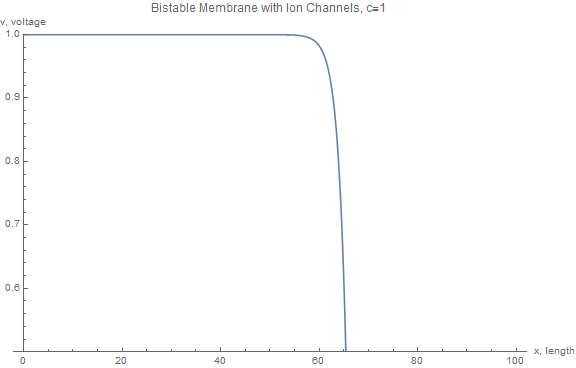 Bistable Membrane with Ion Channels, c=1
v, voltage
1.0
0.9
0.8
0.7
0.6
0 20 40 60 80 100 x, length